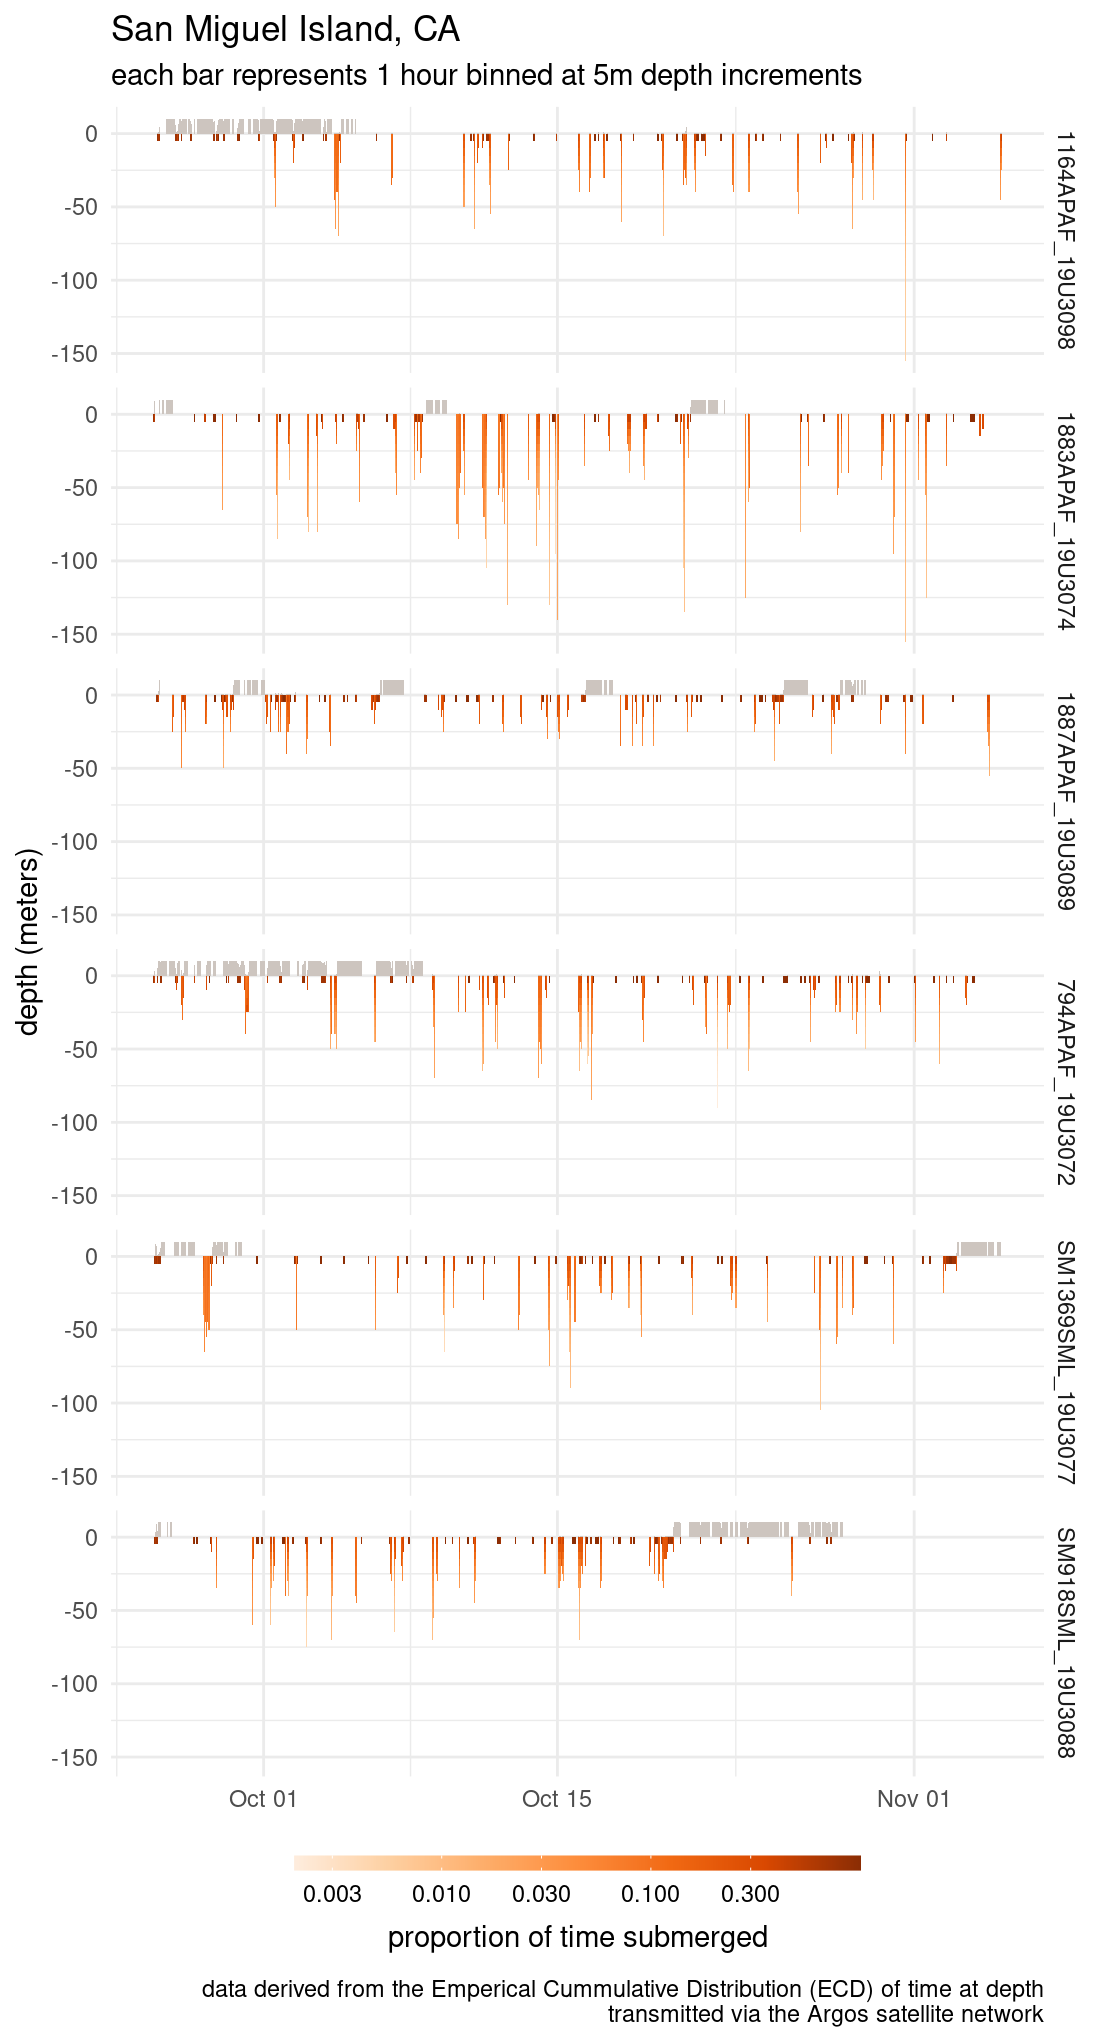 San Miguel Island, CA
each bar represents 1 hour binned at 5m depth increments
0
-50
-100
-150
1164APAF_19U3098
0
-50
-100
-150
1883APAF_19U3074
0
-50
-100
-150
1887APAF_19U3089
depth (meters)
0
-50
-100
-150
794APAF_19U3072
0
-50
-100
-150
SM1369SML_19U3077
0
-50
-100
-150
SM918SML_19U3088
Oct 01 Oct 15 Nov 01
0.003 0.010 0.030 0.100 0.300
proportion of time submerged
data derived from the Emperical Cummulative Distribution (ECD) of time at depth
transmitted via the Argos satellite network